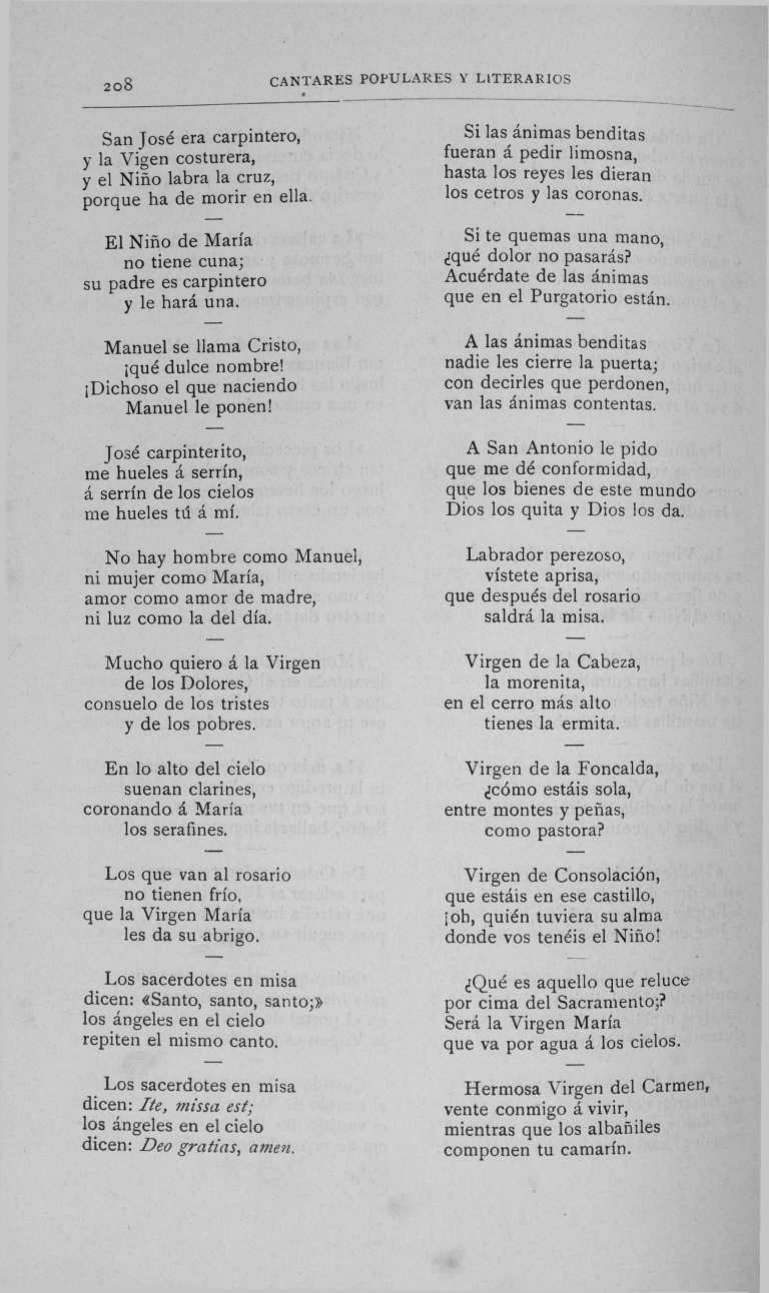 208
CANTARES POPULARES Y LITERARIOS
San José era carpintero,
y la Vigen costurera,
y el Niño labra la cruz,
porque ha de morir en ella.
—
El Niño de María
no tiene cuna;
su padre es carpintero
y le hará una.
—
Manuel se llama Cristo,
¡qué dulce nombre!
¡Dichoso el que naciendo
Manuel le ponen!
—
José carpinterito,
me hueles á serrín,
á serrín de los cielos
me hueles tú á mí.
—
No hay hombre como Manuel,
ni mujer como María,
amor como amor de madre,
ni luz como la del día.
—
Mucho quiero á la Virgen
de los Dolores,
consuelo de los tristes
y de los pobres.
—
En lo alto del cielo
suenan clarines,
coronando á María
los serafines.
—
Los que van al rosario
no tienen frío,
que la Virgen María
les da su abrigo.
—
Los sacerdotes en misa
dicen: «Santo, santo, santo;»
los ángeles en el cielo
repiten el mismo canto.
—
Los sacerdotes en misa
dicen: Ite, missa est;
los ángeles en el cielo
dicen: Deo gratias, amen.
Si las ánimas benditas
fueran á pedir limosna,
hasta los reyes les dieran
los cetros y las coronas.
—
Si te quemas una mano,
¿qué dolor no pasarás?
Acuérdate de las ánimas
que en el Purgatorio están.
—
A las ánimas benditas
nadie les cierre la puerta;
con decirles que perdonen,
van las ánimas contentas.
—
A San Antonio le pido
que me dé conformidad,
que los bienes de este mundo
Dios los quita y Dios los da.
—
Labrador perezoso,
vístete aprisa,
que después del rosario
saldrá la misa.
—
Virgen de la Cabeza,
la morenita,
en el cerro más alto
tienes la ermita.
—
Virgen de la Foncalda,
¿cómo estáis sola,
entre montes y peñas,
como pastora?
—
Virgen de Consolación,
que estáis en ese castillo,
¡oh, quién tuviera su alma
donde vos tenéis el Niño!
—
¿Qué es aquello que reluce
por cima del Sacramento;?
Será la Virgen María
que va por agua á los cielos.
—
Hermosa Virgen del Carmen,
vente conmigo á vivir,
mientras que los albañiles
componen tu camarín.